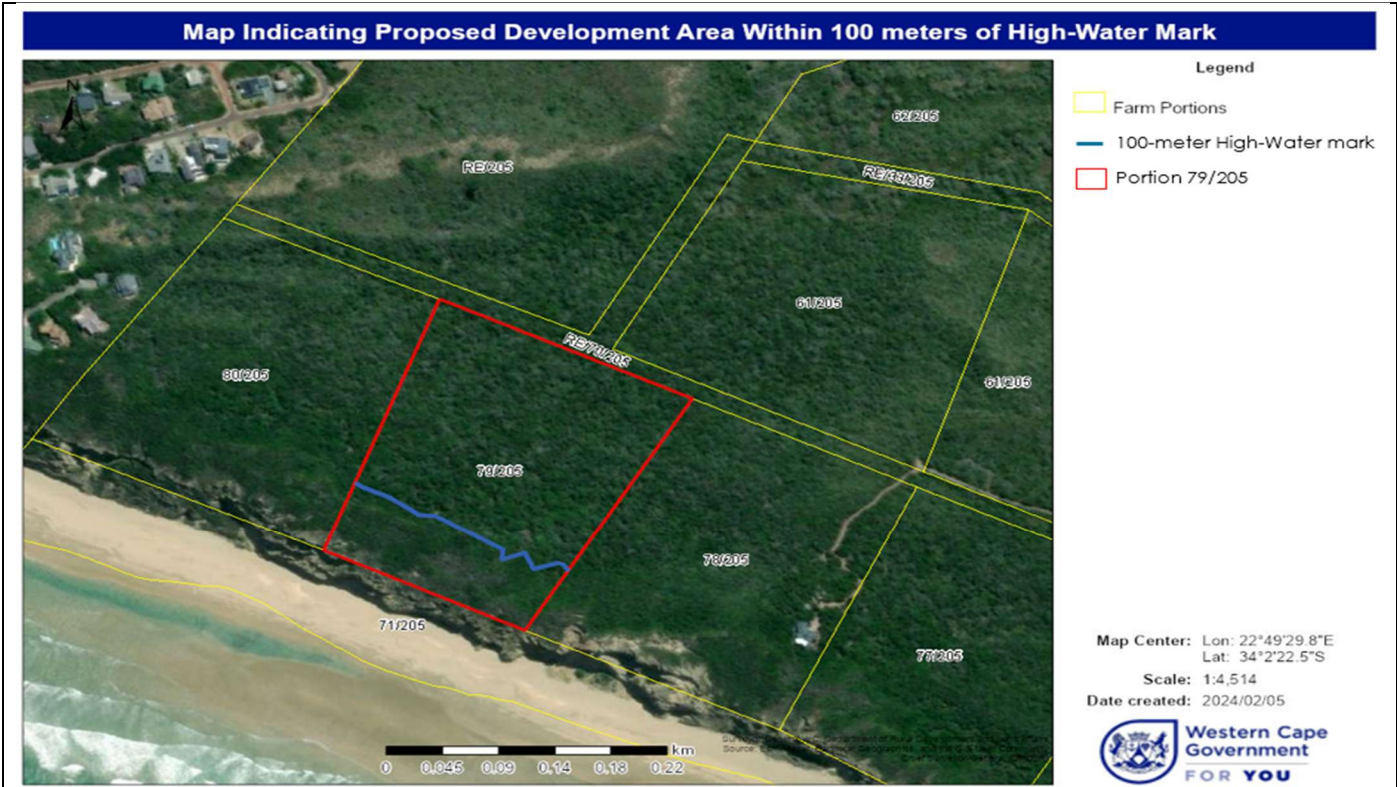 Map Indicating Proposed Development Area Within 100 meters of High-Water Mark
N
Legend
Farm Portions
100-meter High-Water mark
Portion 79/205
62/205
RE/205
RE/33/205
61/205
RE/70/205
80/205
61/205
79/205
78/205
71/205
77/205
km
0 0.045 0.09 0.14 0.18 0.22
Map Center: Lon: 22°49'29.8"E
Lat: 34°2'22.5"S
Scale: 1:4,514
Date created: 2024/02/05
Western Cape
Government
FOR YOU